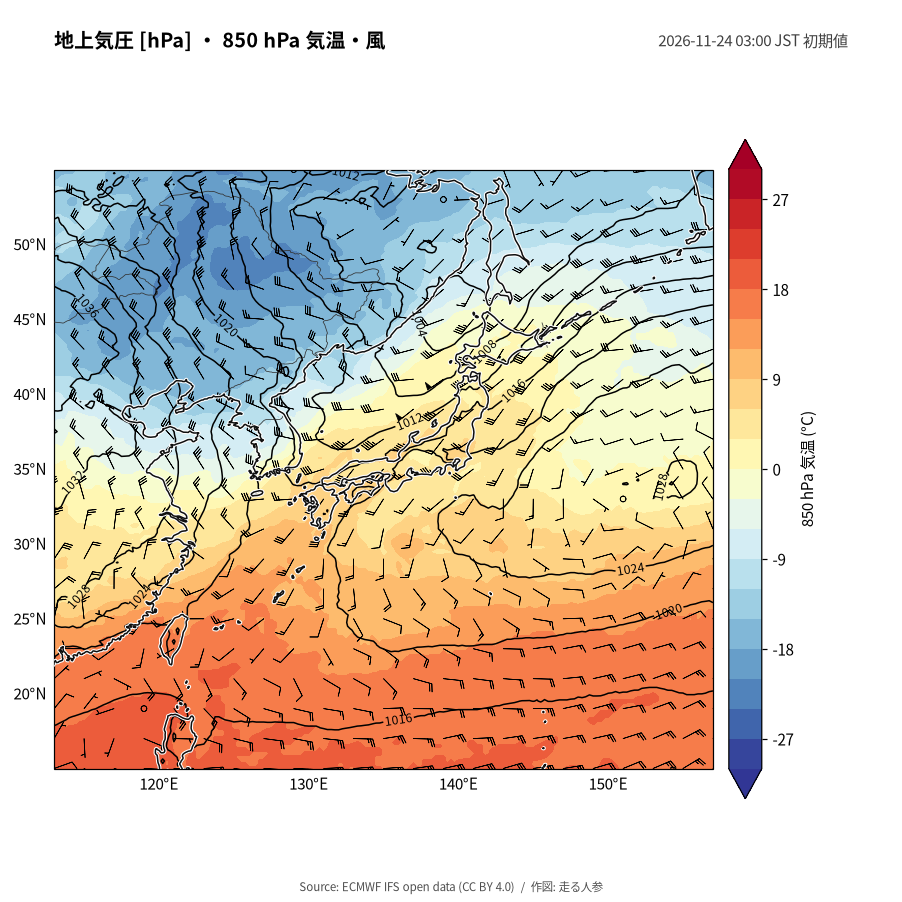 地上気圧 [hPa] ・ 850 hPa 気温・風
2026-11-24 03:00 JST 初期値
1012
50°N
1036
45°N
1020
1004
1008
40°N
1016
1012
35°N
1032
1028
30°N
1024
1028
1024
25°N
1020
20°N
1016
120°E
130°E
140°E
150°E
27
18
9
0
-9
-18
-27
850 hPa 気温 (°C)
Source: ECMWF IFS open data (CC BY 4.0) / 作図: 走る人参